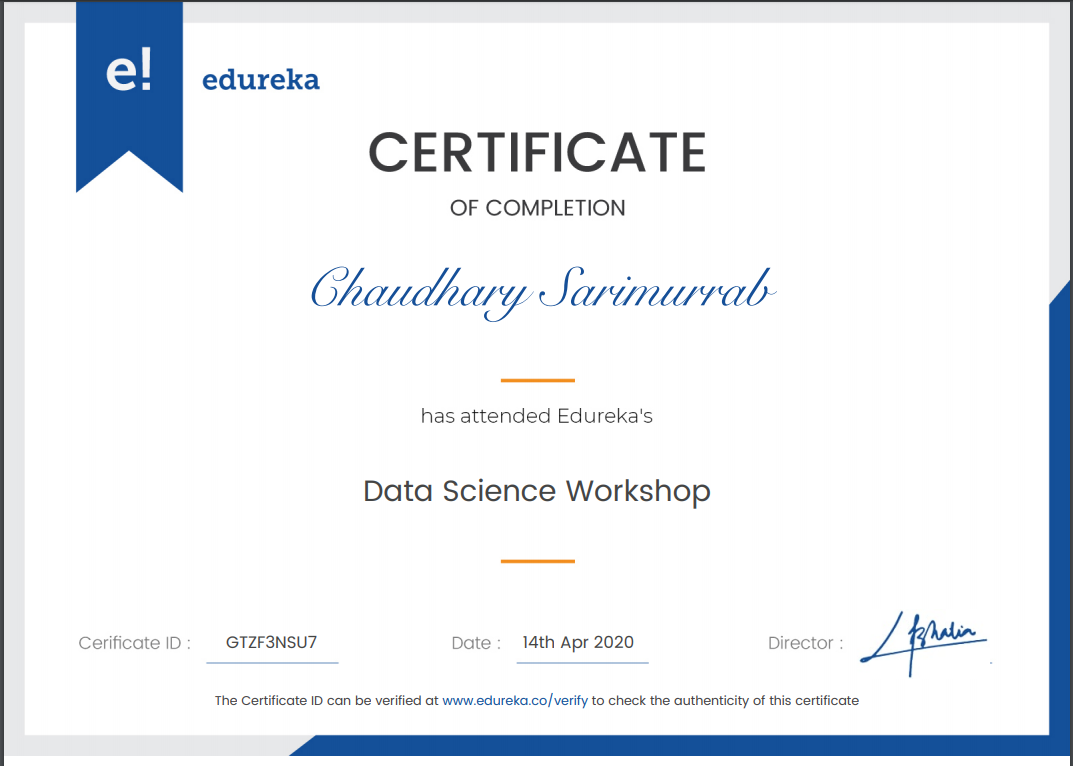 e!
edureka
CERTIFICATE
OF COMPLETION
Chaudhary Sarimurrab
has attended Edureka's
Data Science Workshop
Cerificate ID : GTZF3NSU7 Date : 14th Apr 2020 Director :
The Certificate ID can be verified at www.edureka.co/verify to check the authenticity of this certificate